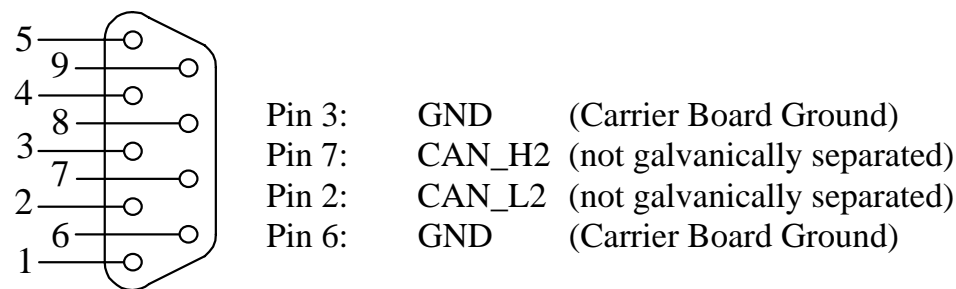 5
9
4
8
3
7
2
6
1
Pin 3: GND (Carrier Board Ground)
Pin 7: CAN_H2 (not galvanically separated)
Pin 2: CAN_L2 (not galvanically separated)
Pin 6: GND (Carrier Board Ground)